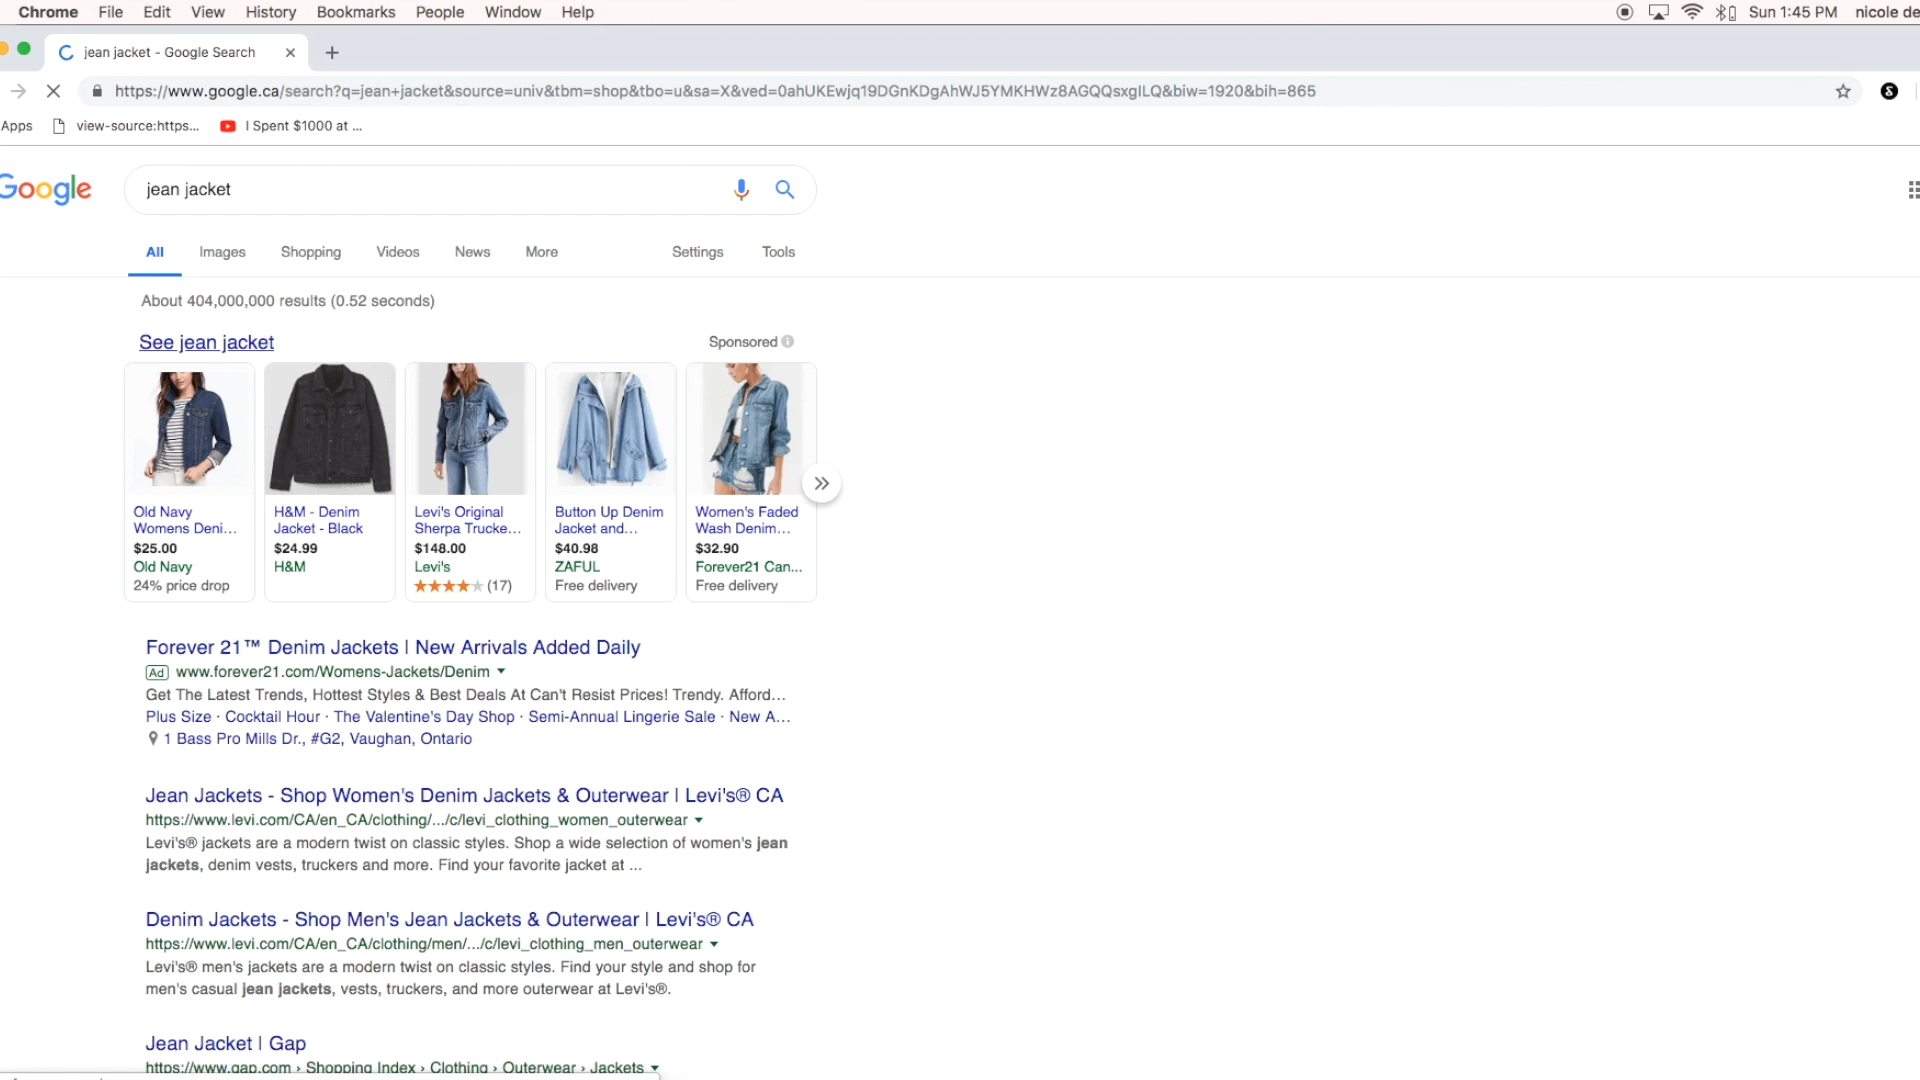 Chrome File Edit View History Bookmarks People Window Help Sun 1:45 PM nicole de
jean jacket - Google Search
https://www.google.ca/search?q=jean+jacket&source=univ&tbm=shop&tbo=u&sa=X&ved=0ahUKEwjq19DGnKDgAhWJ5YMKHWz8AGQQsxgILQ&biw=1920&bih=865
Apps view-source:https... I Spent $1000 at ...
Google jean jacket
All Images Shopping Videos News More Settings Tools
About 404,000,000 results (0.52 seconds)
See jean jacket Sponsored
Old Navy
Womens Deni...
$25.00
Old Navy
24% price drop
H&M - Denim
Jacket - Black
$24.99
H&M
Levi's Original
Sherpa Trucke...
$148.00
Levi's
(17)
Button Up Denim
Jacket and...
$40.98
ZAFUL
Free delivery
Women's Faded
Wash Denim...
$32.90
Forever21 Can...
Free delivery
Forever 21™ Denim Jackets | New Arrivals Added Daily
Ad www.forever21.com/Womens-Jackets/Denim
Get The Latest Trends, Hottest Styles & Best Deals At Can't Resist Prices! Trendy. Afford...
Plus Size · Cocktail Hour · The Valentine's Day Shop · Semi-Annual Lingerie Sale · New A...
1 Bass Pro Mills Dr., #G2, Vaughan, Ontario
Jean Jackets - Shop Women's Denim Jackets & Outerwear | Levi's® CA
https://www.levi.com/CA/en_CA/clothing/.../c/levi_clothing_women_outerwear
Levi's® jackets are a modern twist on classic styles. Shop a wide selection of women's jean
jackets, denim vests, truckers and more. Find your favorite jacket at ...
Denim Jackets - Shop Men's Jean Jackets & Outerwear | Levi's® CA
https://www.levi.com/CA/en_CA/clothing/men/.../c/levi_clothing_men_outerwear
Levi's® men's jackets are a modern twist on classic styles. Find your style and shop for
men's casual jean jackets, vests, truckers, and more outerwear at Levi's®.
Jean Jacket | Gap
https://www.gap.com › Shopping Index › Clothing › Outerwear › Jackets